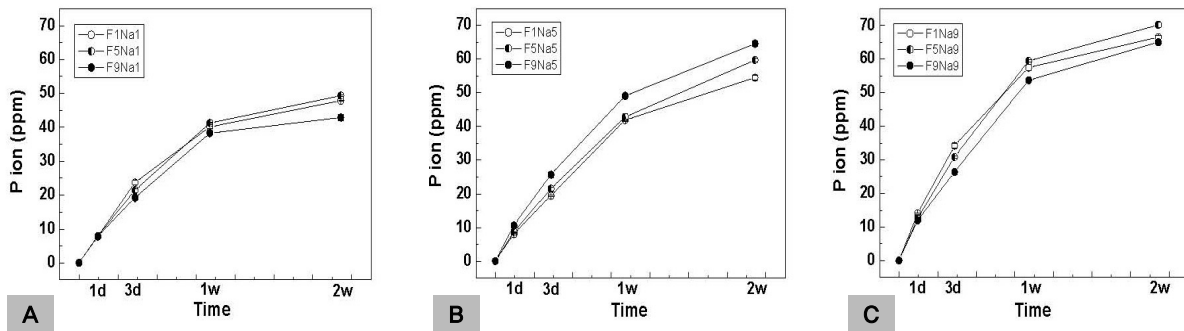 70
60
50
40
30
20
10
0
P ion (ppm)
F1Na1
F5Na1
F9Na1
1d 3d 1w 2w
Time
A
70
60
50
40
30
20
10
0
P ion (ppm)
F1Na5
F5Na5
F9Na5
1d 3d 1w 2w
Time
B
70
60
50
40
30
20
10
0
P ion (ppm)
F1Na9
F5Na9
F9Na9
1d 3d 1w 2w
Time
C